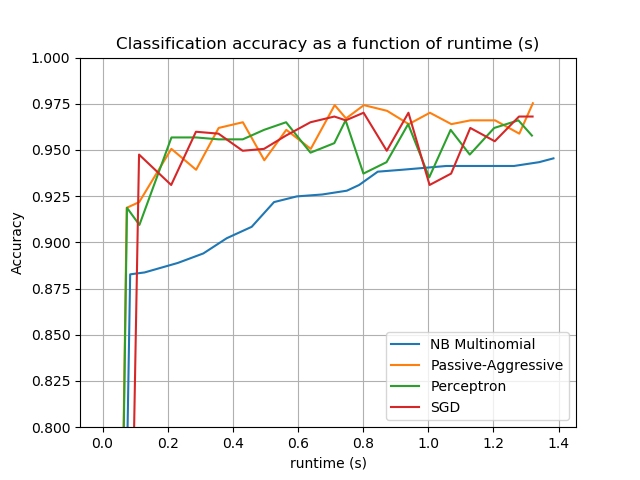 Classification accuracy as a function of runtime (s)
1.000
0.975
0.950
0.925
0.900
0.875
0.850
0.825
0.800
Accuracy
NB Multinomial
Passive-Aggressive
Perceptron
SGD
0.0 0.2 0.4 0.6 0.8 1.0 1.2 1.4
runtime (s)